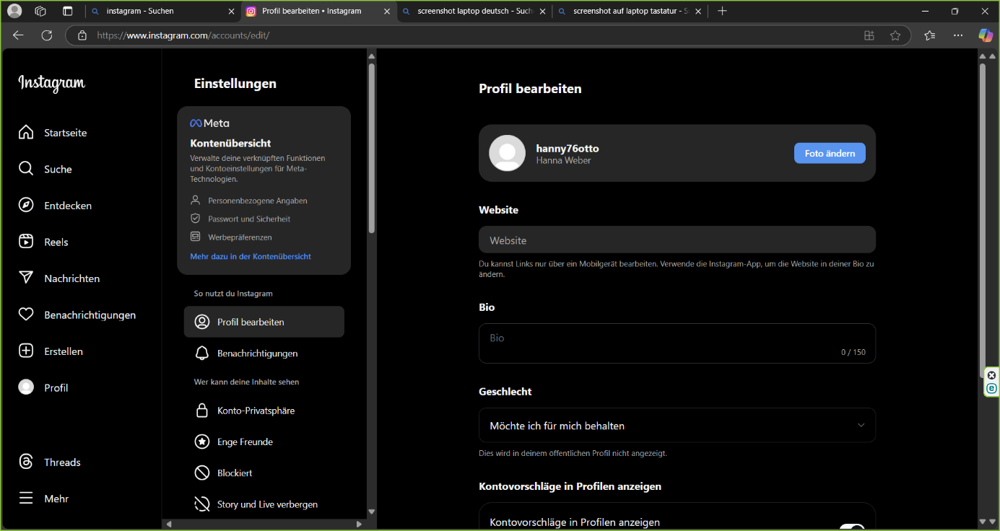 instagram - Suchen
Profil bearbeiten • Instagram
screenshot laptop deutsch - Such
screenshot auf laptop tastatur - S
https://www.instagram.com/accounts/edit/
Instagram
Startseite
Suche
Entdecken
Reels
Nachrichten
Benachrichtigungen
Erstellen
Profil
Threads
Mehr
Einstellungen
Meta
Kontenübersicht
Verwalte deine verknüpften Funktionen
und Kontoeinstellungen für Meta-
Technologien.
Personenbezogene Angaben
Passwort und Sicherheit
Werbepräferenzen
Mehr dazu in der Kontenübersicht
So nutzt du Instagram
Profil bearbeiten
Benachrichtigungen
Wer kann deine Inhalte sehen
Konto-Privatsphäre
Enge Freunde
Blockiert
Story und Live verbergen
Profil bearbeiten
hanny76otto
Hanna Weber
Foto ändern
Website
Website
Du kannst Links nur über ein Mobilgerät bearbeiten. Verwende die Instagram-App, um die Website in deiner Bio zu
ändern.
Bio
Bio
0 / 150
Geschlecht
Möchte ich für mich behalten
Dies wird in deinem öffentlichen Profil nicht angezeigt.
Kontovorschläge in Profilen anzeigen
Kontovorschläge in Profilen anzeigen